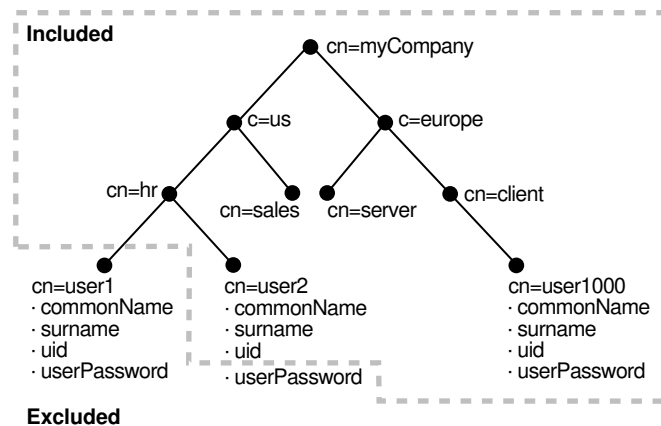 Included
cn=myCompany
c=us
c=europe
cn=hr
cn=sales
cn=server
cn=client
cn=user1
· commonName
· surname
· uid
· userPassword
cn=user2
· commonName
· surname
· uid
· userPassword
cn=user1000
· commonName
· surname
· uid
· userPassword
Excluded